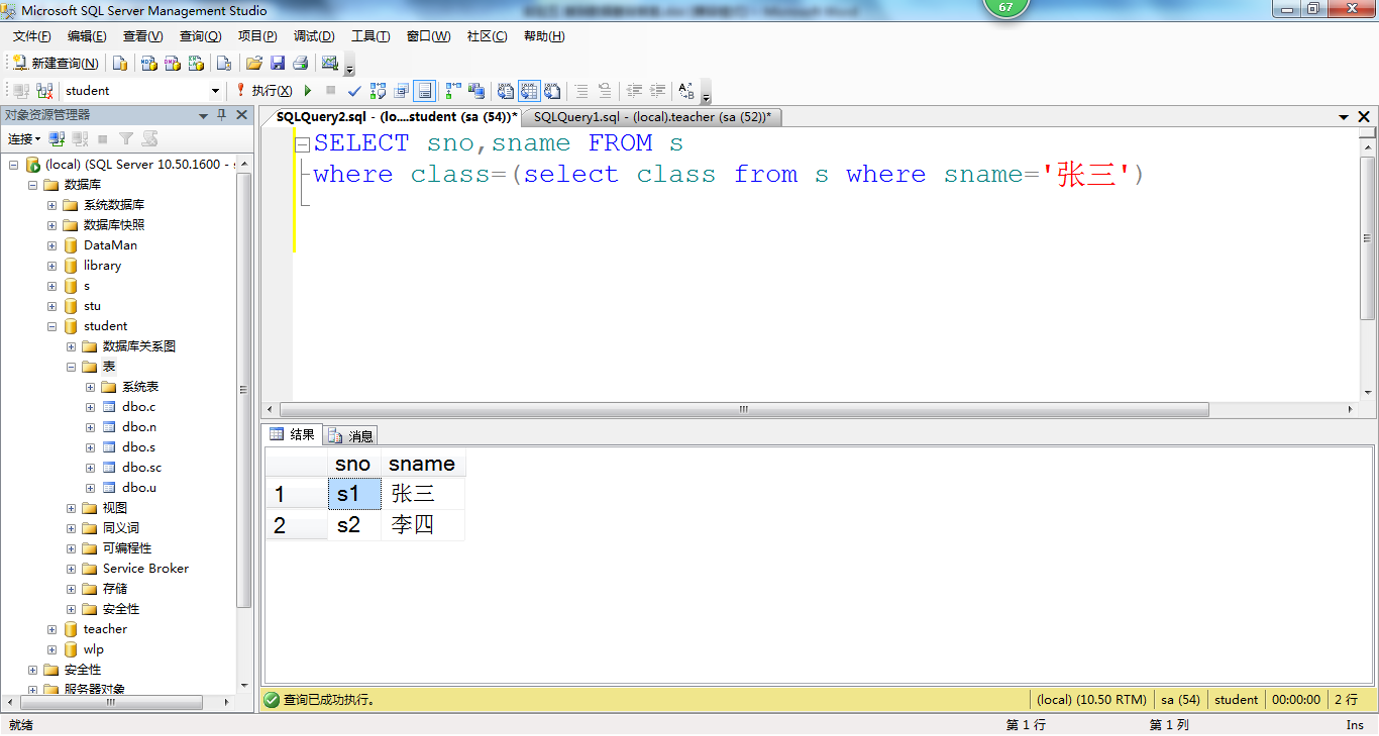 Microsoft SQL Server Management Studio
67
文件(F) 编辑(E) 查看(V) 查询(Q) 项目(P) 调试(D) 工具(T) 窗口(W) 社区(C) 帮助(H)
新建查询(N)
student 执行(X)
对象资源管理器
连接
SQLQuery2.sql - (lo....student (sa (54))* SQLQuery1.sql - (local).teacher (sa (52))*
(local) (SQL Server 10.50.1600 -
数据库
系统数据库
数据库快照
DataMan
library
s
stu
student
数据库关系图
表
系统表
dbo.c
dbo.n
dbo.s
dbo.sc
dbo.u
视图
同义词
可编程性
Service Broker
存储
安全性
teacher
wlp
安全性
服务器对象
SELECT sno,sname FROM s
where class=(select class from s where sname='张三')
结果 消息
sno sname
1 s1 张三
2 s2 李四
查询已成功执行。 (local) (10.50 RTM) sa (54) student 00:00:00 2 行
就绪 第 1 行 第 1 列 Ins